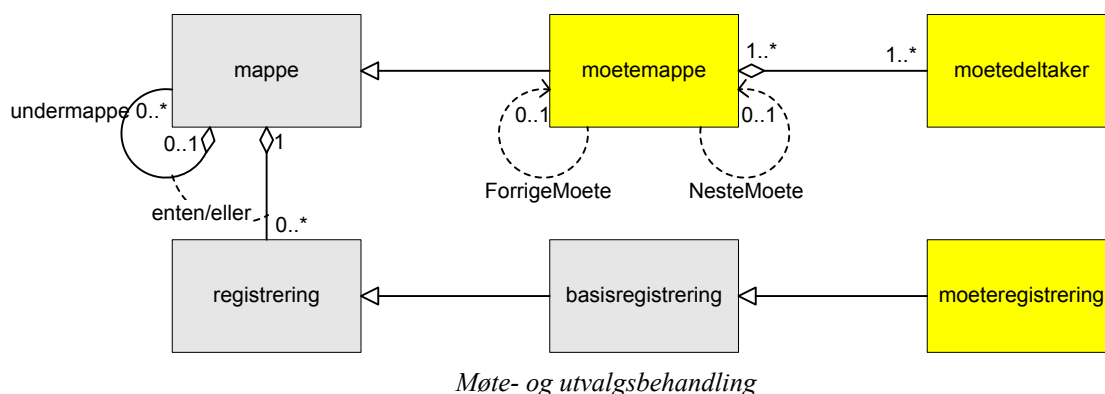 mappe
moetemappe
moetedeltaker
1..*
1..*
undermappe 0..*
0..1
1
0..1
0..1
ForrigeMoete
NesteMoete
enten/eller
0..*
registrering
basisregistrering
moeteregistrering
Møte- og utvalgsbehandling